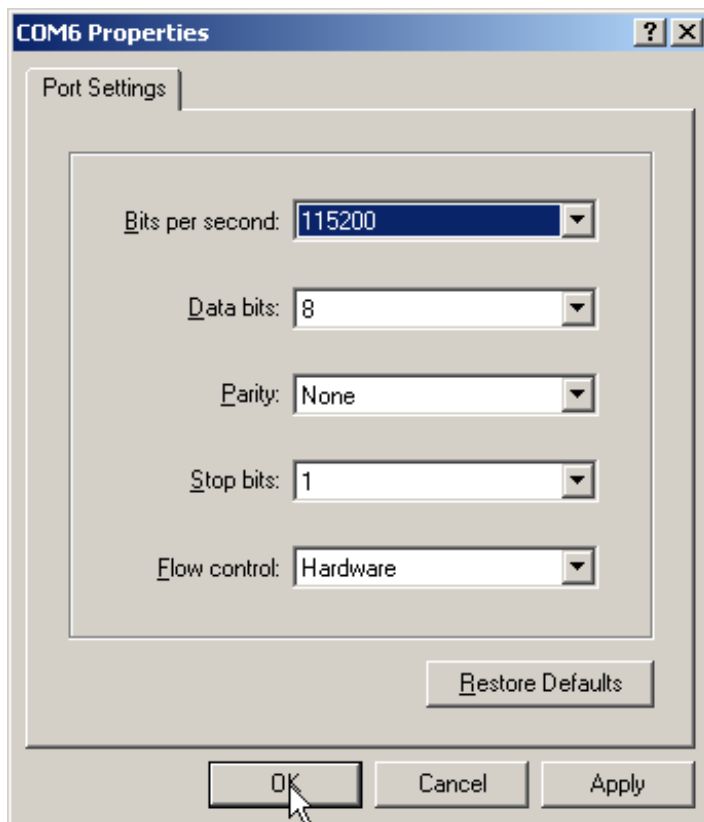 COM6 Properties
Port Settings
Bits per second: 115200
Data bits: 8
Parity: None
Stop bits: 1
Flow control: Hardware
Restore Defaults
OK Cancel Apply